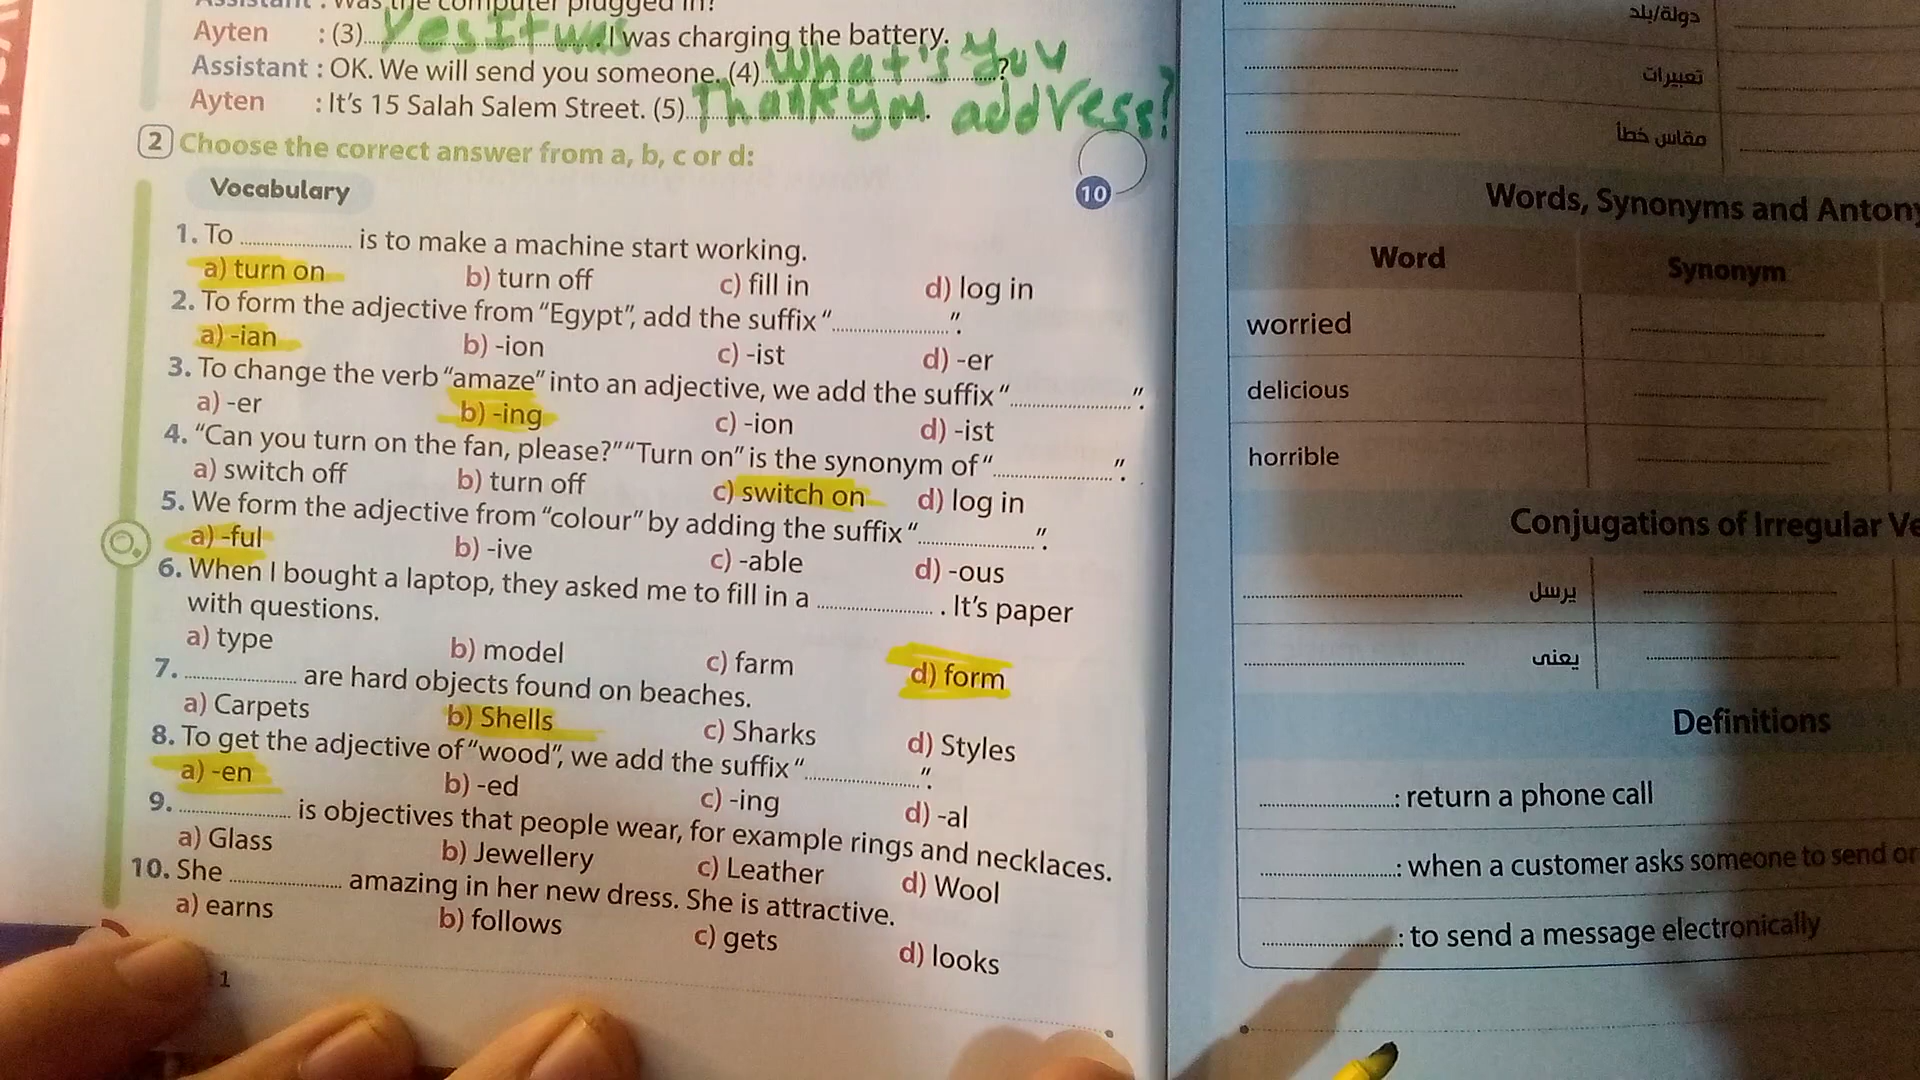 Assistant : Was the computer plugged in?
Ayten : (3) Yes It was. I was charging the battery.
Assistant : OK. We will send you someone. (4) What's you address? ?
Ayten : It's 15 Salah Salem Street. (5) Thank you .
2 Choose the correct answer from a, b, c or d:
10
Vocabulary
1. To ........ is to make a machine start working.
a) turn on b) turn off c) fill in d) log in
2. To form the adjective from “Egypt”, add the suffix “........”.
a) -ian b) -ion c) -ist d) -er
3. To change the verb “amaze” into an adjective, we add the suffix “........”.
a) -er b) -ing c) -ion d) -ist
4. “Can you turn on the fan, please?” “Turn on” is the synonym of “........”.
a) switch off b) turn off c) switch on d) log in
5. We form the adjective from “colour” by adding the suffix “........”.
a) -ful b) -ive c) -able d) -ous
6. When I bought a laptop, they asked me to fill in a ........ . It's paper
with questions.
a) type b) model c) farm d) form
7. ........ are hard objects found on beaches.
a) Carpets b) Shells c) Sharks d) Styles
8. To get the adjective of “wood”, we add the suffix “........”.
a) -en b) -ed c) -ing d) -al
9. ........ is objectives that people wear, for example rings and necklaces.
a) Glass b) Jewellery c) Leather d) Wool
10. She ........ amazing in her new dress. She is attractive.
a) earns b) follows c) gets d) looks
1
دولة/بلد
تعبيرات
مقاس خطأ
Words, Synonyms and Antony
Word Synonym
worried
delicious
horrible
Conjugations of Irregular Ve
يرسل
يعنى
Definitions
........: return a phone call
........: when a customer asks someone to send or
........: to send a message electronically